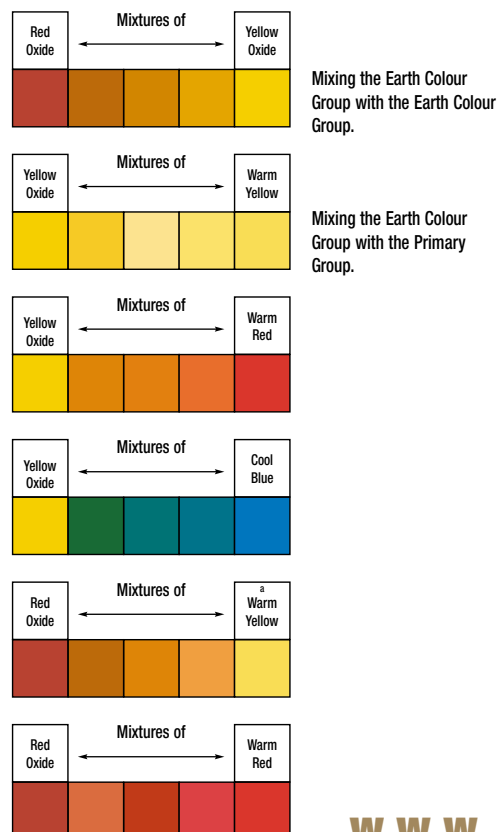 Mixtures of
Red
Oxide
Yellow
Oxide
Mixing the Earth Colour
Group with the Earth Colour
Group.
Mixtures of
Yellow
Oxide
Warm
Yellow
Mixing the Earth Colour
Group with the Primary
Group.
Mixtures of
Yellow
Oxide
Warm
Red
Mixtures of
Yellow
Oxide
Cool
Blue
Mixtures of
Red
Oxide
a
Warm
Yellow
Mixtures of
Red
Oxide
Warm
Red
W W W